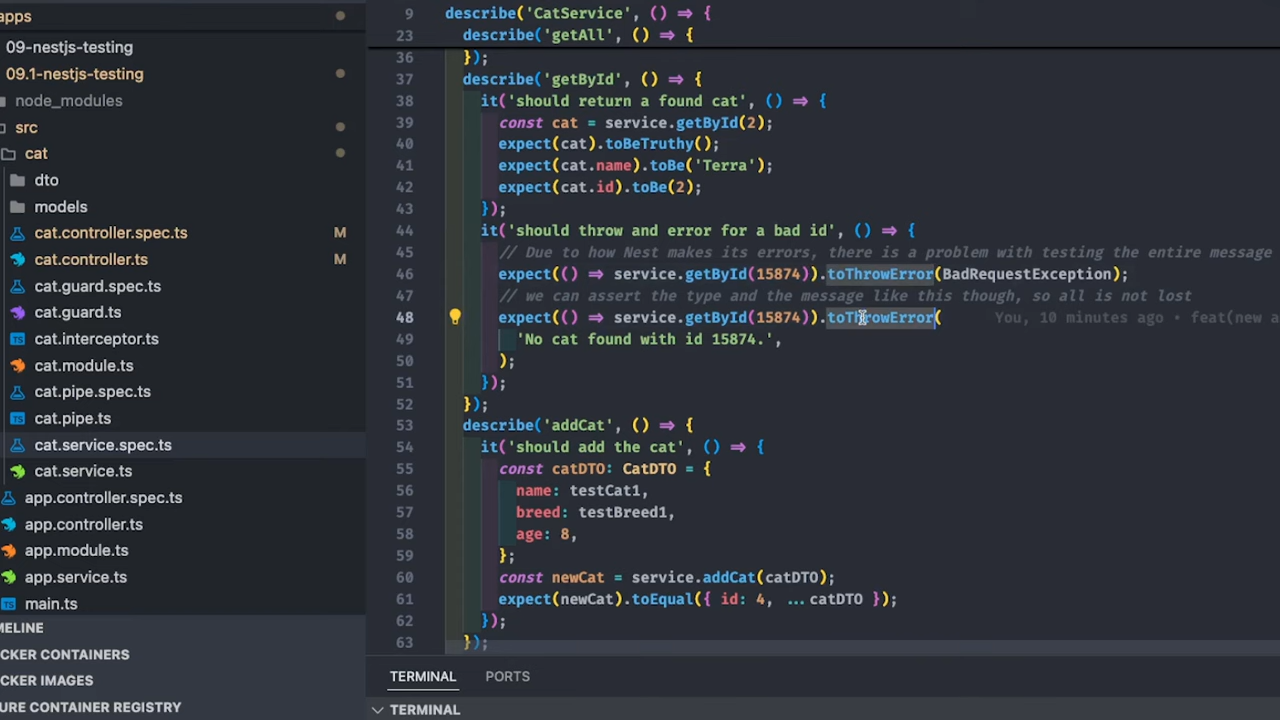 apps
09-nestjs-testing
09.1-nestjs-testing
node_modules
src
cat
dto
models
cat.controller.spec.ts M
cat.controller.ts M
cat.guard.spec.ts
cat.guard.ts
cat.interceptor.ts
cat.module.ts
cat.pipe.spec.ts
cat.pipe.ts
cat.service.spec.ts
cat.service.ts
app.controller.spec.ts
app.controller.ts
app.module.ts
app.service.ts
main.ts
MELINE
CKER CONTAINERS
CKER IMAGES
URE CONTAINER REGISTRY
9 describe('CatService', () => {
23 describe('getAll', () => {
36 });
37 describe('getById', () => {
38 it('should return a found cat', () => {
39 const cat = service.getById(2);
40 expect(cat).toBeTruthy();
41 expect(cat.name).toBe('Terra');
42 expect(cat.id).toBe(2);
43 });
44 it('should throw and error for a bad id', () => {
45 // Due to how Nest makes its errors, there is a problem with testing the entire message
46 expect(() => service.getById(15874)).toThrowError(BadRequestException);
47 // we can assert the type and the message like this though, so all is not lost
48 expect(() => service.getById(15874)).toThrowError( You, 10 minutes ago • feat(new a
49 'No cat found with id 15874.',
50 );
51 });
52 });
53 describe('addCat', () => {
54 it('should add the cat', () => {
55 const catDTO: CatDTO = {
56 name: testCat1,
57 breed: testBreed1,
58 age: 8,
59 };
60 const newCat = service.addCat(catDTO);
61 expect(newCat).toEqual({ id: 4, ...catDTO });
62 });
63 });
TERMINAL PORTS
TERMINAL